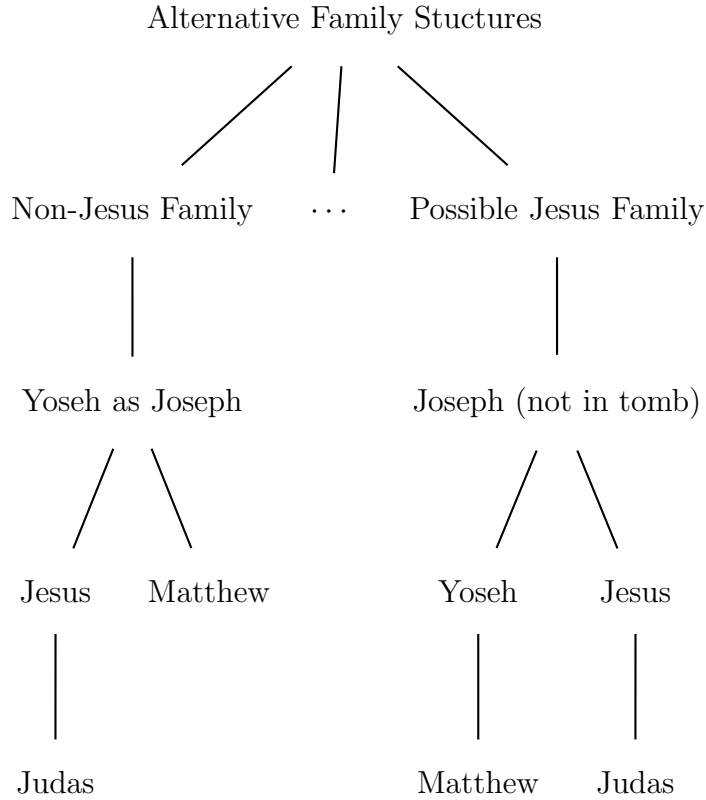 Alternative Family Stuctures
Non-Jesus Family ... Possible Jesus Family
Yoseh as Joseph Joseph (not in tomb)
Jesus Matthew Yoseh Jesus
Judas Matthew Judas